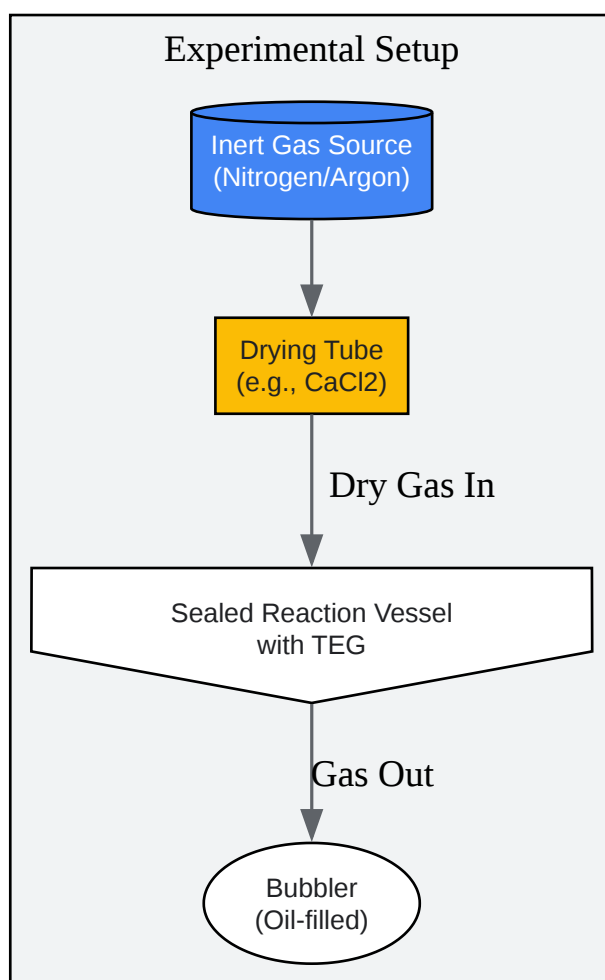 Experimental Setup
Inert Gas Source
(Nitrogen/Argon)
Drying Tube
(e.g., CaCl2)
Dry Gas In
Sealed Reaction Vessel
with TEG
Gas Out
Bubbler
(Oil-filled)